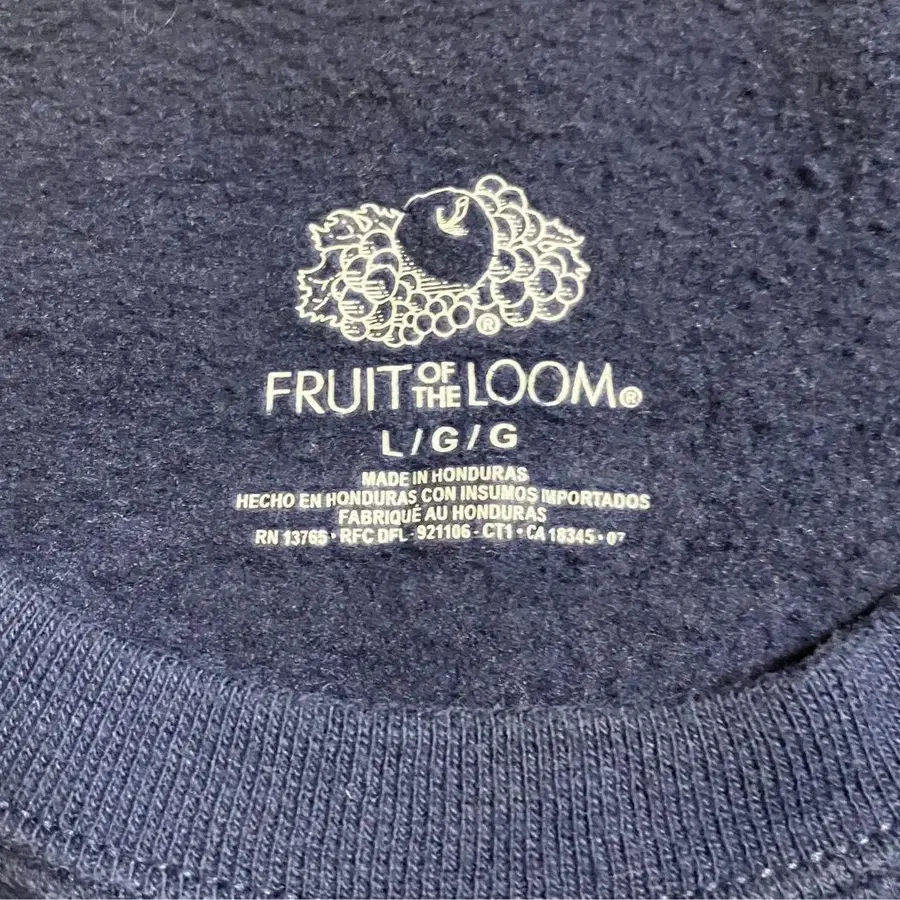 ®
FRUIT OF THE LOOM®
L/G/G
MADE IN HONDURAS
HECHO EN HONDURAS CON INSUMOS IMPORTADOS
FABRIQUÉ AU HONDURAS
RN 13765 • RFC DFL - 921106 - CT1 • CA 18345 • 07